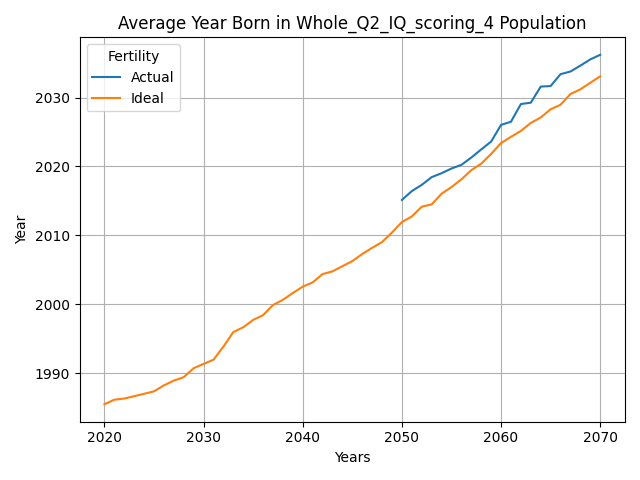 Average Year Born in Whole_Q2_IQ_scoring_4 Population
Fertility
Actual
Ideal
Year
2030
2020
2010
2000
1990
2020 2030 2040 2050 2060 2070
Years